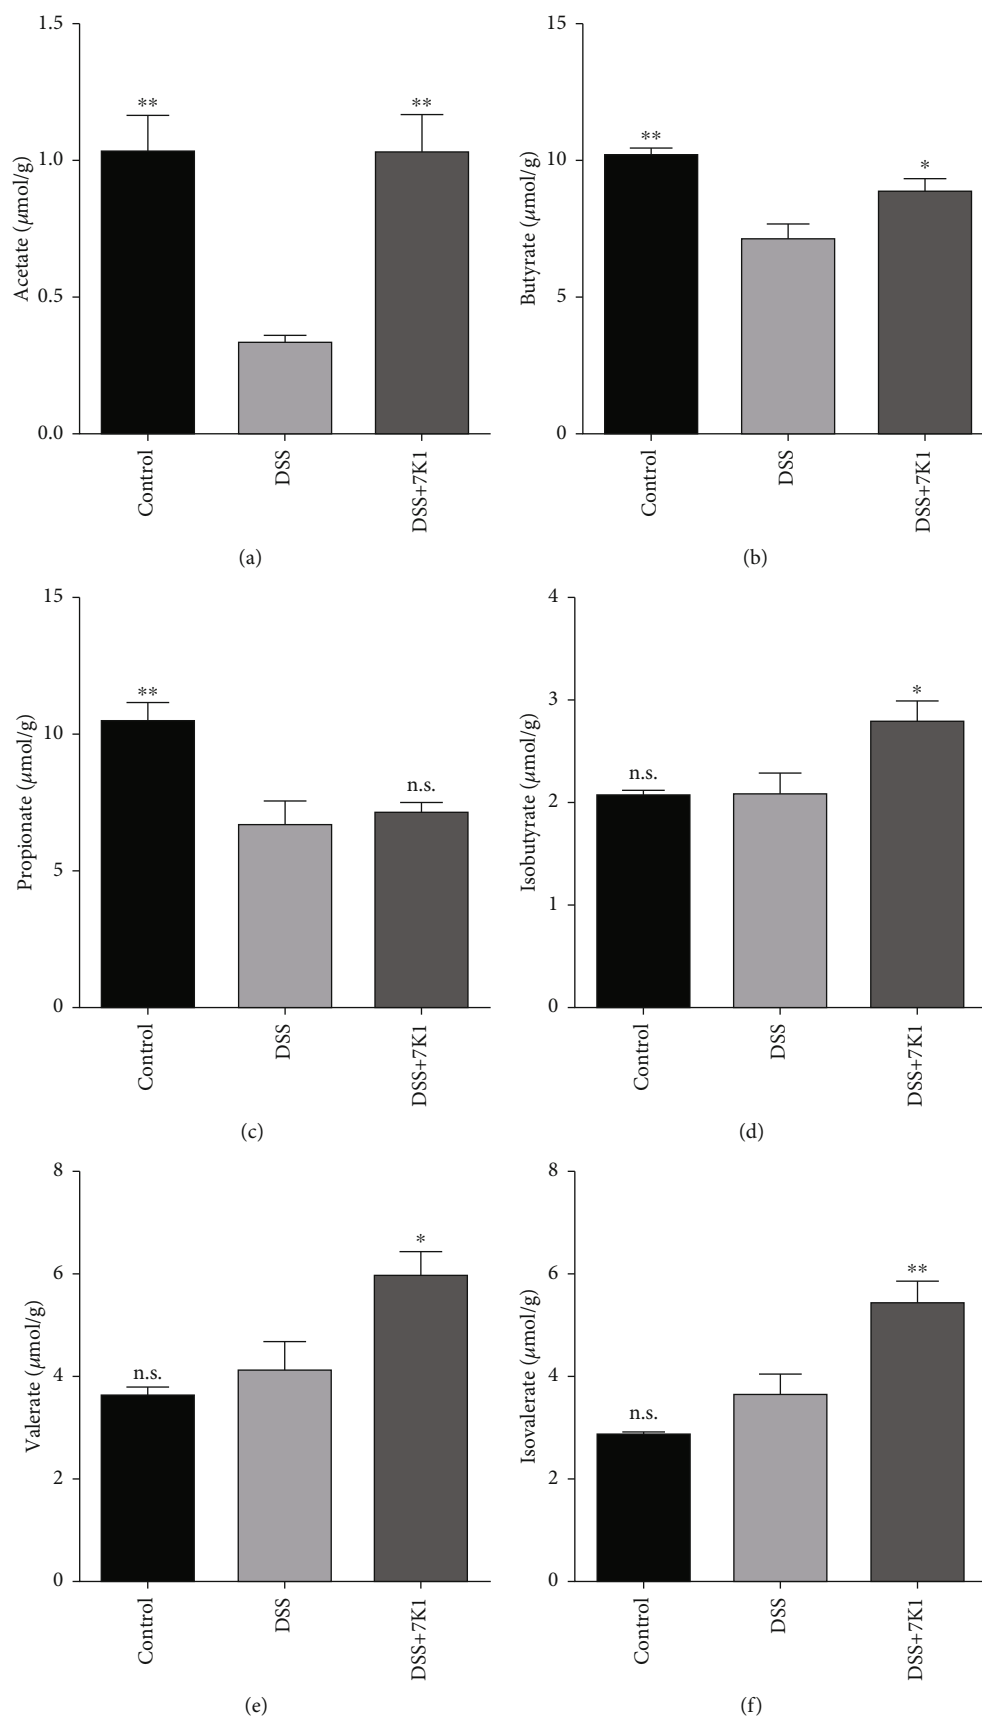 1.5
1.0
0.5
0.0
Acetate (μmol/g)
**
**
Control
DSS
DSS+7K1
(a)
15
10
5
0
Butyrate (μmol/g)
**
*
Control
DSS
DSS+7K1
(b)
15
10
5
0
Propionate (μmol/g)
**
n.s.
Control
DSS
DSS+7K1
(c)
4
3
2
1
0
Isobutyrate (μmol/g)
n.s.
*
Control
DSS
DSS+7K1
(d)
8
6
4
2
0
Valerate (μmol/g)
n.s.
*
Control
DSS
DSS+7K1
(e)
8
6
4
2
0
Isovalerate (μmol/g)
n.s.
**
Control
DSS
DSS+7K1
(f)